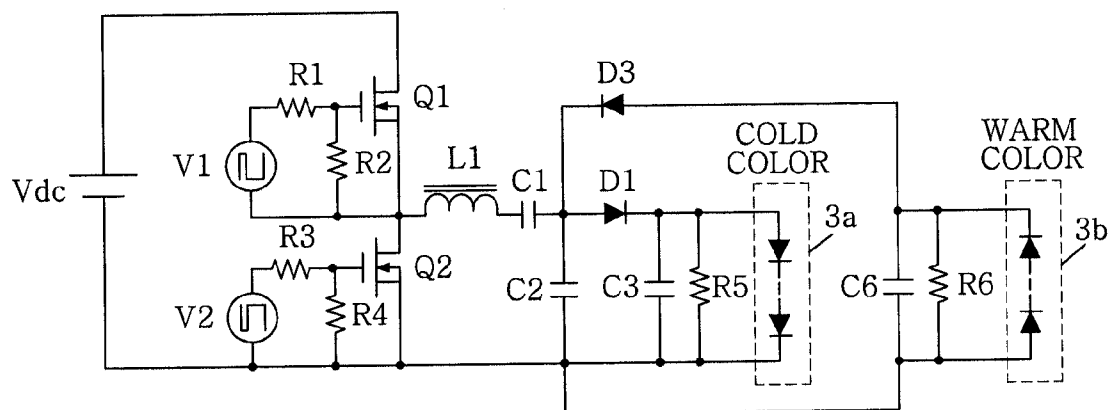 D3
R1
Q1
COLD
COLOR
WARM
COLOR
V1
R2
L1
C1
D1
Vdc
3a
3b
R3
Q2
C2
C3
R5
C6
R6
V2
R4